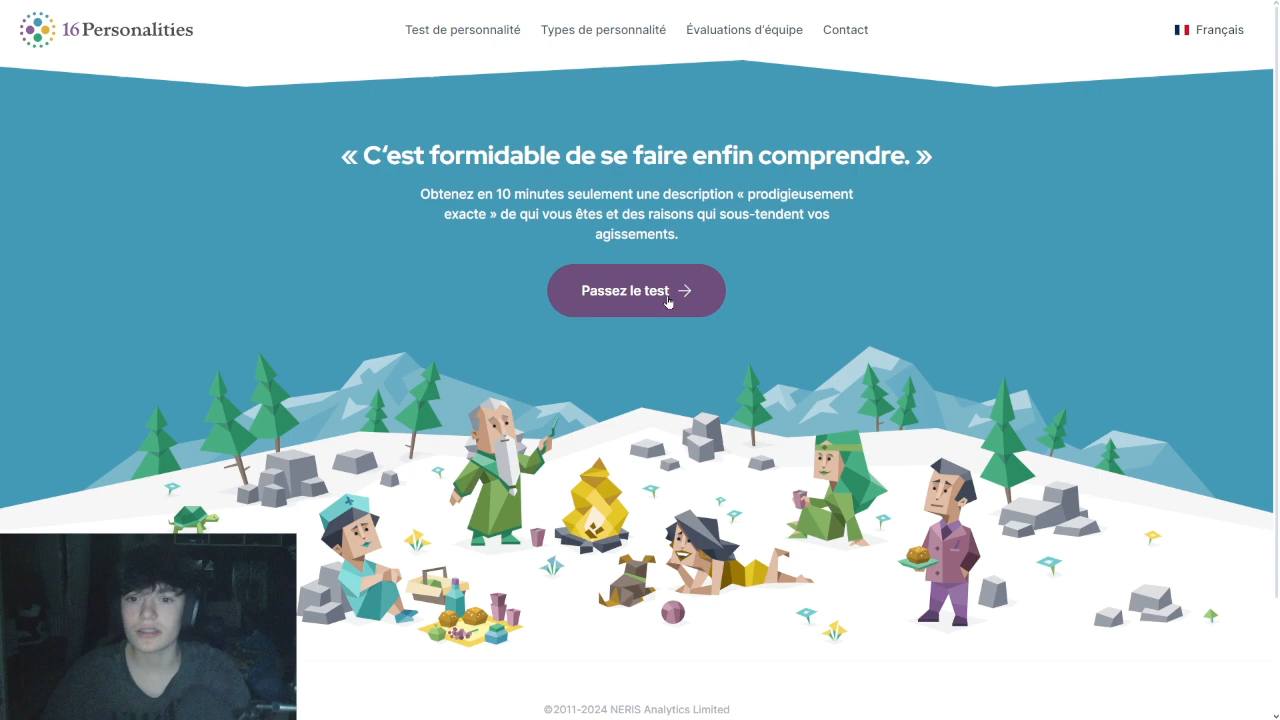 16Personalities
Test de personnalité
Types de personnalité
Évaluations d’équipe
Contact
Français
« C‘est formidable de se faire enfin comprendre. »
Obtenez en 10 minutes seulement une description « prodigieusement
exacte » de qui vous êtes et des raisons qui sous-tendent vos
agissements.
Passez le test
©2011-2024 NERIS Analytics Limited